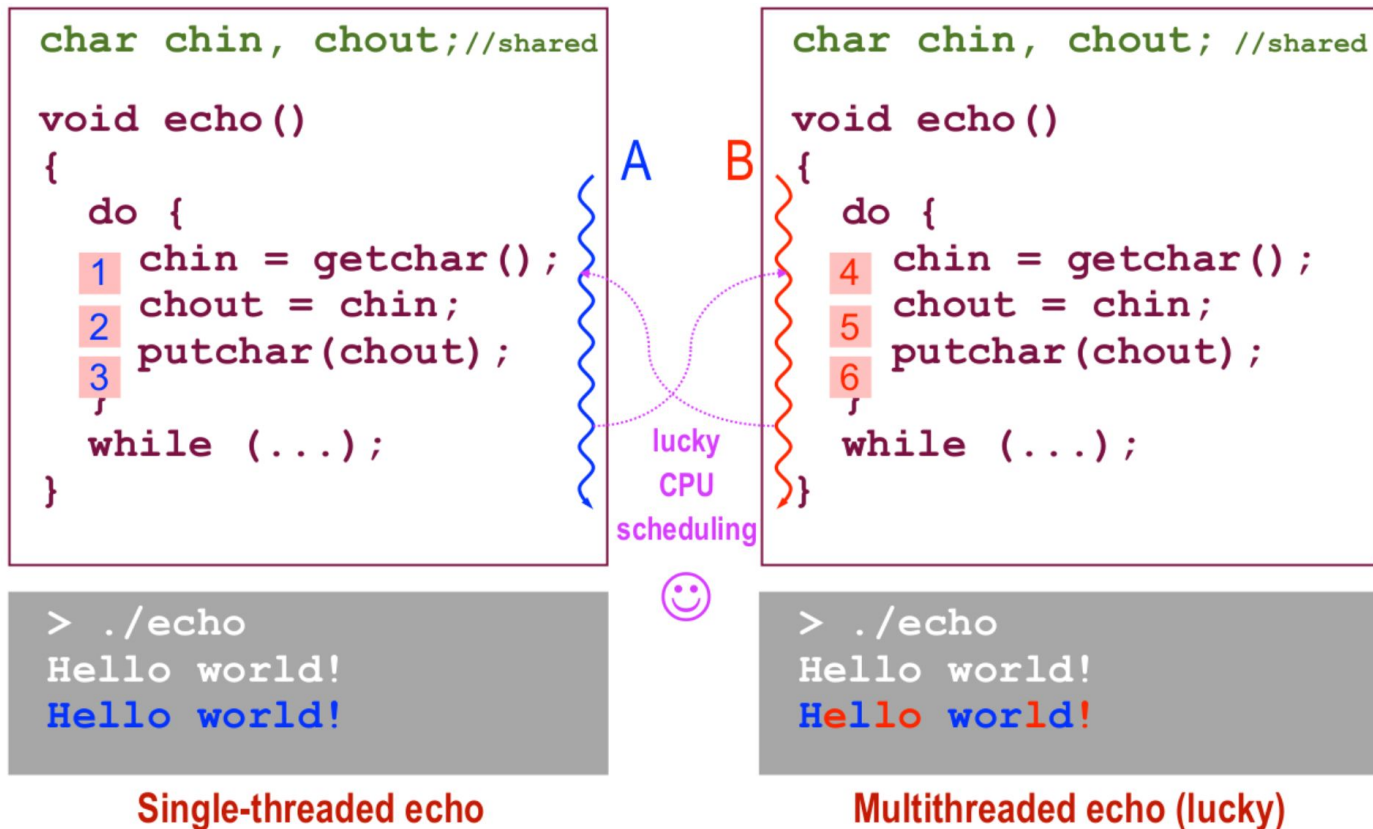 char chin, chout;//shared
void echo()
{
do {
1 chin = getchar();
2 chout = chin;
3 putchar(chout);
}
while (...);
}
A
B
lucky
CPU
scheduling
char chin, chout; //shared
void echo()
{
do {
4 chin = getchar();
5 chout = chin;
6 putchar(chout);
}
while (...);
}
> ./echo
Hello world!
Hello world!
Single-threaded echo
> ./echo
Hello world!
Hello world!
Multithreaded echo (lucky)